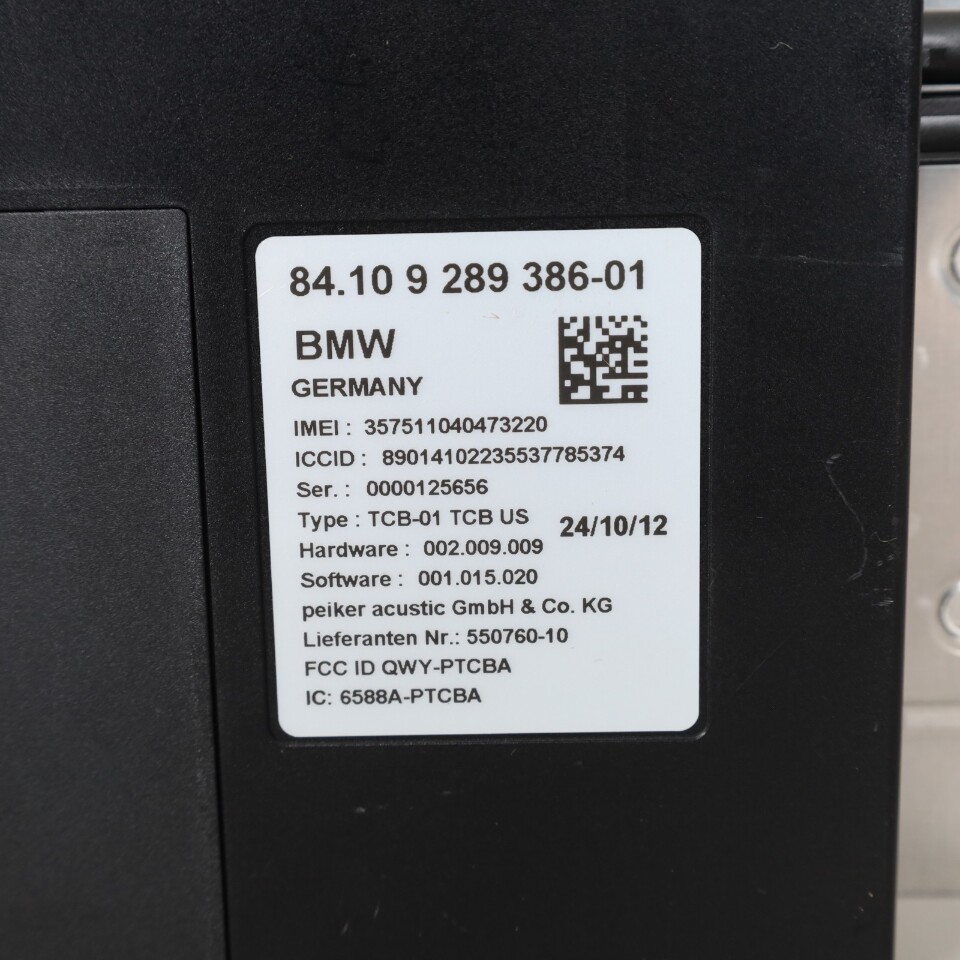 84.10 9 289 386-01
BMW
GERMANY
IMEI : 357511040473220
ICCID : 89014102235537785374
Ser. : 0000125656
Type : TCB-01 TCB US
24/10/12
Hardware : 002.009.009
Software : 001.015.020
peiker acustic GmbH & Co. KG
Lieferanten Nr.: 550760-10
FCC ID QWY-PTCBA
IC: 6588A-PTCBA